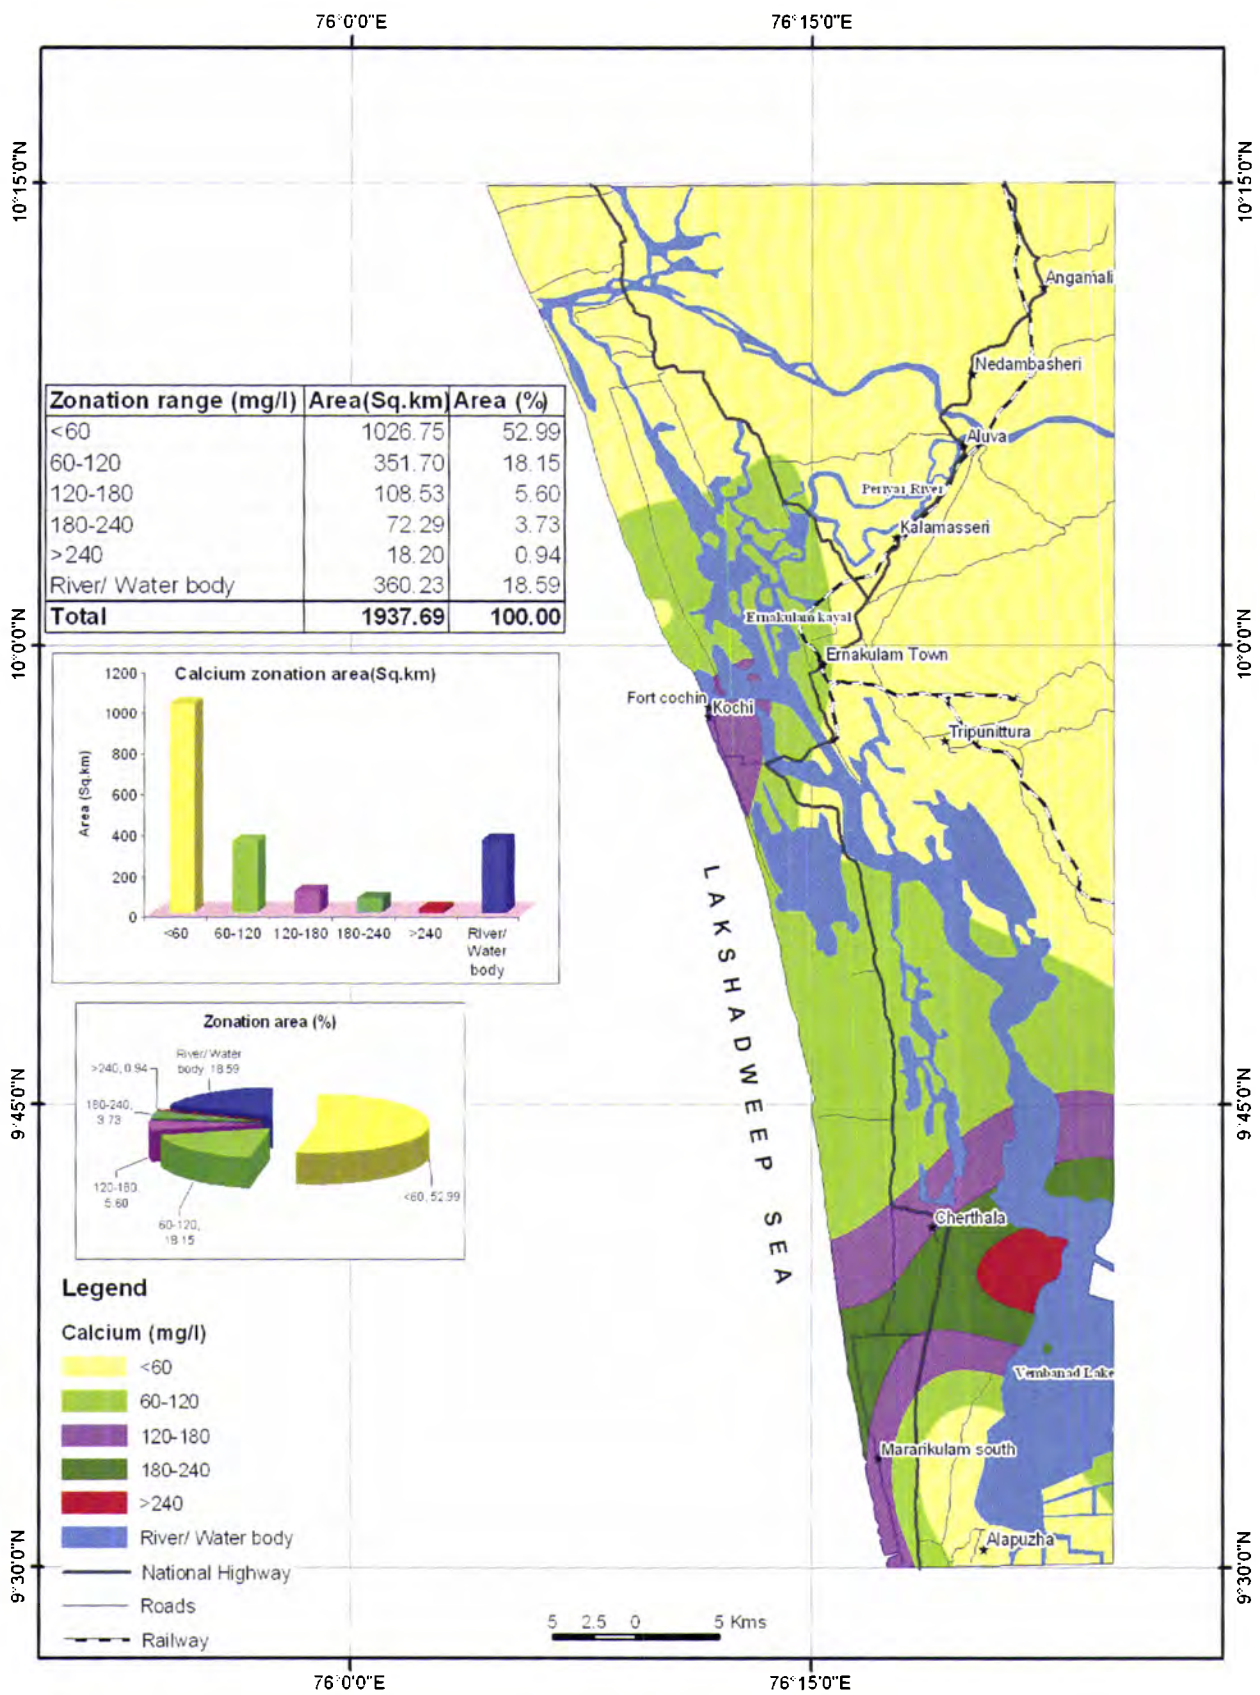 76°0'0"E 76°15'0"E
10°15'0"N 10°15'0"N
Angamali
Nedambasheri
Zonation range (mg/l) Area(Sq.km) Area (%)
<60 1026.75 52.99
60-120 351.70 18.15
120-180 108.53 5.60
180-240 72.29 3.73
>240 18.20 0.94
River/ Water body 360.23 18.59
Total 1937.69 100.00
Aluva
Periyar River
Kalamasseri
Ernakulam kayal
10°0'0"N 10°0'0"N
Ernakulam Town
Fort cochin
Kochi
Tripunittura
Calcium zonation area(Sq.km)
Area (Sq.km)
1200
1000
800
600
400
200
0
<60 60-120 120-180 180-240 >240 River/
Water
body
LAKSHADWEEP SEA
Zonation area (%)
River/ Water
body 18.59
>240, 0.94
180-240,
3.73
120-180
5.60
60-120,
18.15
<60, 52.99
9°45'0"N 9°45'0"N
Cherthala
Vembanad Lake
Mararikulam south
Alapuzha
Legend
Calcium (mg/l)
<60
60-120
120-180
180-240
>240
River/ Water body
National Highway
Roads
Railway
9°30'0"N 9°30'0"N
5 2.5 0 5 Kms
76°0'0"E 76°15'0"E